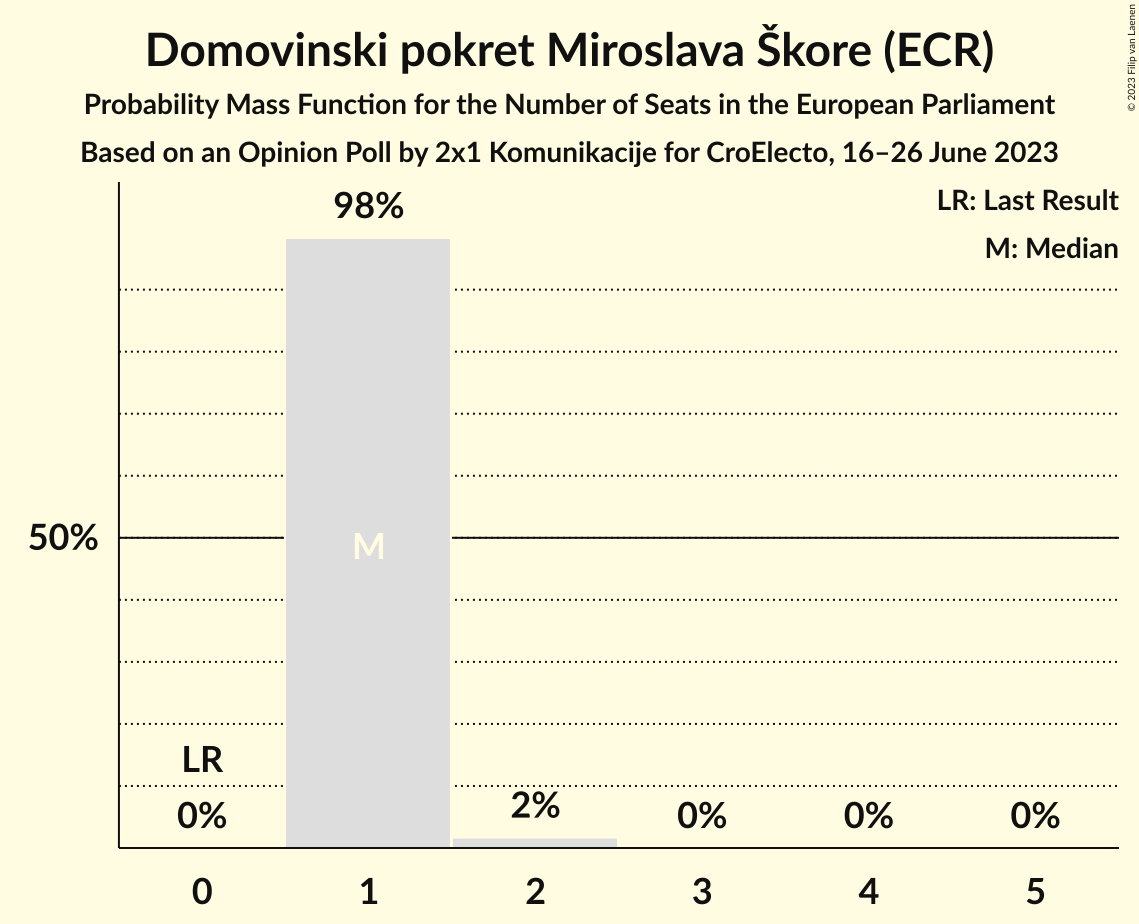 Domovinski pokret Miroslava Škore (ECR)
Probability Mass Function for the Number of Seats in the European Parliament
Based on an Opinion Poll by 2x1 Komunikacije for CroElecto, 16–26 June 2023
© 2023 Filip van Laenen
LR: Last Result
M: Median
98%
50%
M
LR
0%
2%
0%
0%
0%
0
1
2
3
4
5